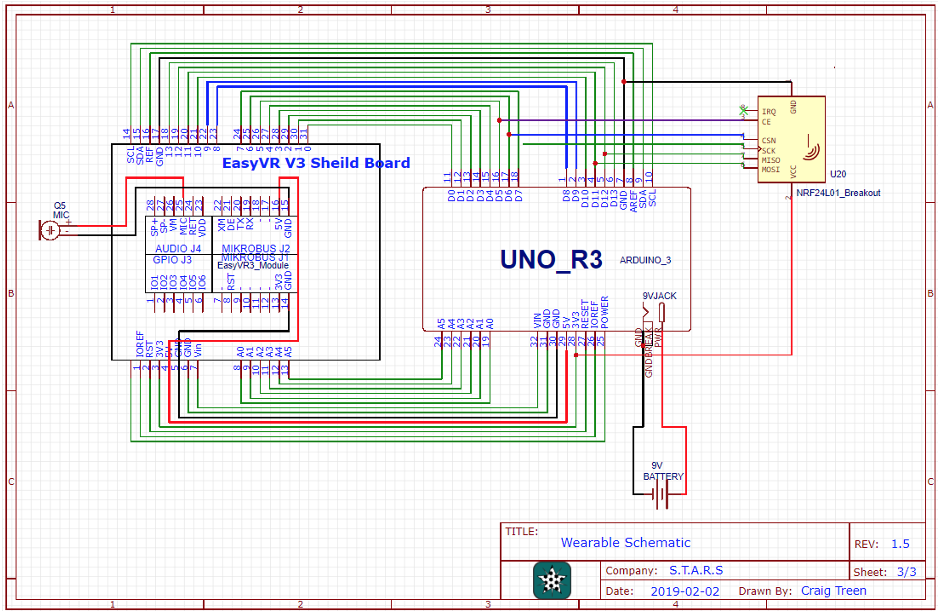 1 2 3 4
A A
B B
C C
14 15 16 17 18 19 20 21 22 23 24 25 26 27 28 29 30 31
SCL SDA REF GND 13 12 11 10 9 8 7 6 5 4 3 2 1 0
EasyVR V3 Sheild Board
Q5
MIC
+
-
28 27 26 25 24 23 22 21 20 19 18 17 16 15
SP+ SP- VM MIC RET VDD XM DE TX RX - - 5V GND
AUDIO J4 MIKROBUS J2
GPIO J3 MIKROBUS J1
EasyVR3_Module
IO1 IO2 IO3 IO4 IO5 IO6 - RST - - - - 3V3 GND
1 2 3 4 5 6 7 8 9 10 11 12 13 14
IOREF RST 3V3 5V GND GND Vin A0 A1 A2 A3 A4 A5
1 2 3 4 5 6 7 8 9 10 11 12 13
11 12 13 14 15 16 17 18 1 2 3 4 5 6 7 8 9 10
D0 D1 D2 D3 D4 D5 D6 D7 D8 D9 D10 D11 D12 D13 GND AREF SDA SCL
UNO_R3
ARDUINO_3
9VJACK
A5 A4 A3 A2 A1 A0 VIN GND GND 5V 3V3 RESET IOREF POWER
24 23 22 21 20 19 32 31 30 29 28 27 26 25
GND
GNDBREAK
PWR
9V
BATTERY
IRQ
CE
CSN
SCK
MISO
MOSI
GND
VCC
1
2
U20
NRF24L01_Breakout
TITLE:
Wearable Schematic
REV: 1.5
Company: S.T.A.R.S
Sheet: 3/3
Date: 2019-02-02 Drawn By: Craig Treen
1 2 3 4